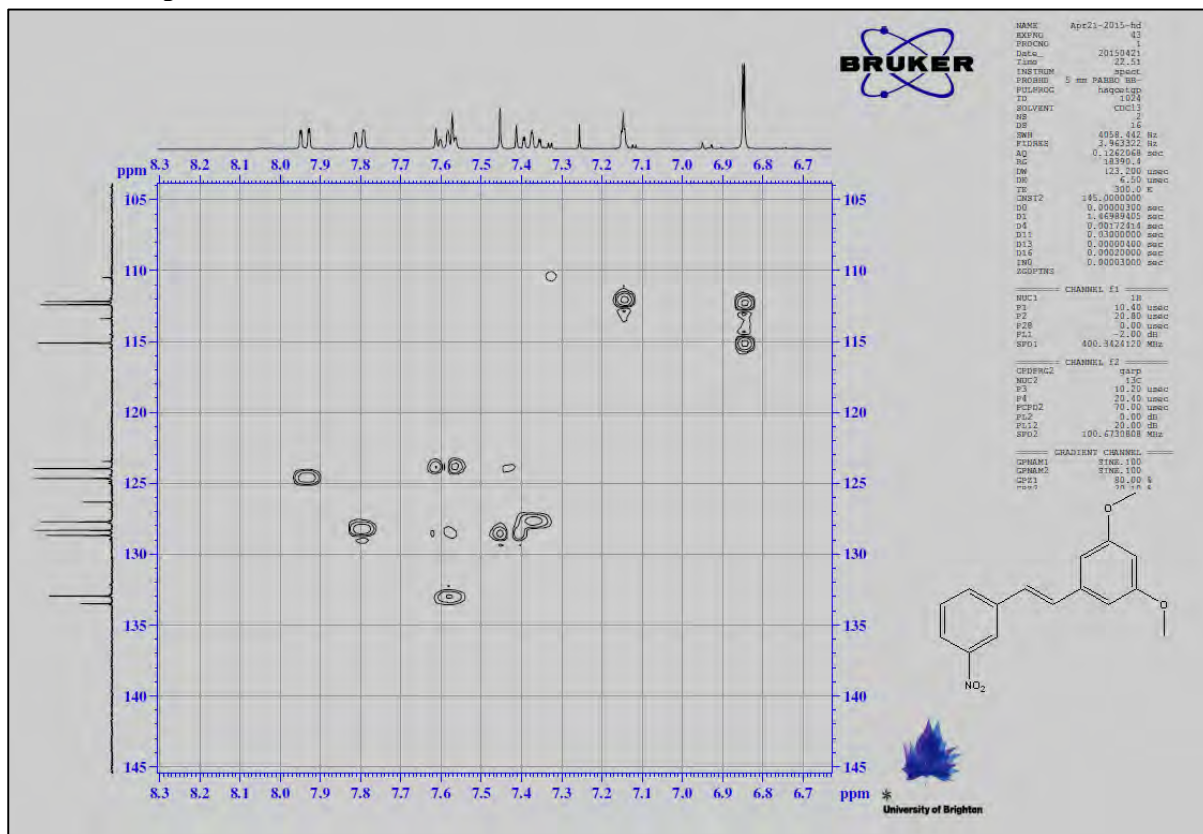 BRUKER
NAME Apr21-2015-hd
EXPNO 43
PROCNO 1
Date_ 20150421
Time 22.51
INSTRUM spect
PROBHD 5 mm PABBO BB-
PULPROG
TD 1024
SOLVENT CDCl3
NS 2
DS 16
SWH 4058.442 Hz
FIDRES 3.963322 Hz
AQ 0.1262068 sec
RG 18390.4
DW 123.200 usec
DE 6.50 usec
TE 300.0 K
CNST2 145.0000000
D0 0.00000300 sec
D1 1.46989405 sec
D4 0.00172414 sec
D11 0.03000000 sec
D13 0.00000400 sec
D16 0.00020000 sec
IN0 0.00003000 sec
ZGOPTNS
CHANNEL f1
NUC1 1H
P1 10.40 usec
P2 20.80 usec
P28 0.00 usec
PL1 -2.00 dB
SFO1 400.3424120 MHz
CHANNEL f2
CPDPRG2 garp
NUC2 13C
P3 10.20 usec
P4 20.40 usec
PCPD2 70.00 usec
PL2 0.00 dB
PL12 20.00 dB
SFO2 100.6730808 MHz
GRADIENT CHANNEL
GPNAM1 SINE.100
GPNAM2 SINE.100
GPZ1 80.00 %
8.3 8.2 8.1 8.0 7.9 7.8 7.7 7.6 7.5 7.4 7.3 7.2 7.1 7.0 6.9 6.8 6.7
ppm ppm
105 105
110 110
115 115
120 120
125 125
130 130
135 135
140 140
145 145
8.3 8.2 8.1 8.0 7.9 7.8 7.7 7.6 7.5 7.4 7.3 7.2 7.1 7.0 6.9 6.8 6.7 ppm
O
O
NO2
*
University of Brighton